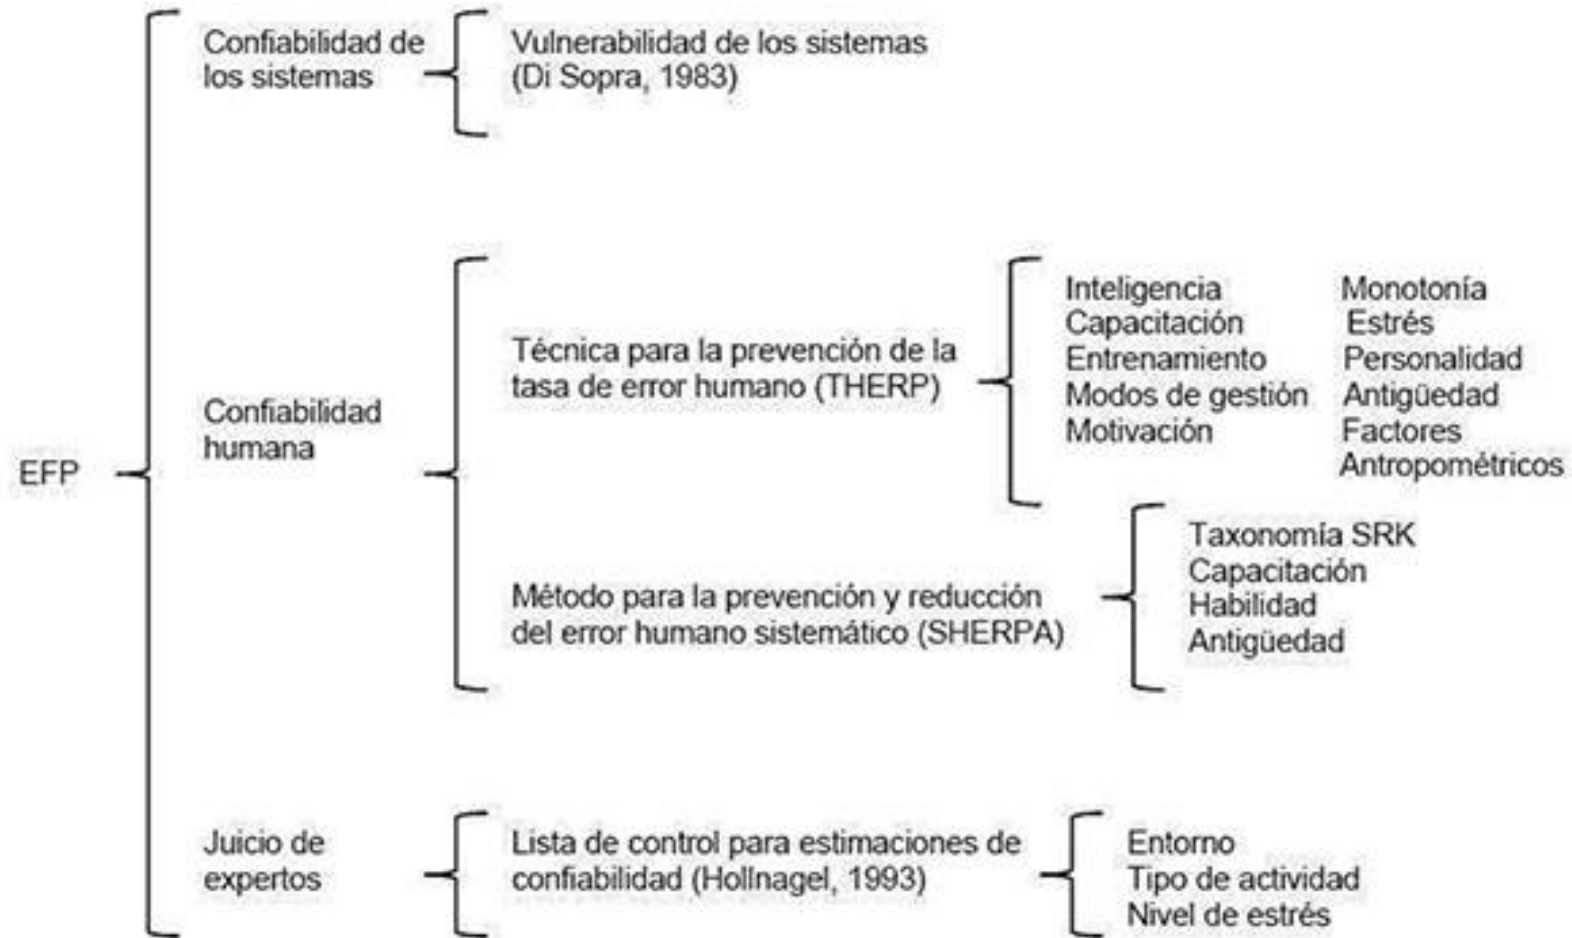 Confiabilidad de
los sistemas
Vulnerabilidad de los sistemas
(Di Sopra, 1983)
EFP
Confiabilidad
humana
Técnica para la prevención de la
tasa de error humano (THERP)
Inteligencia
Capacitación
Entrenamiento
Modos de gestión
Motivación
Monotonía
Estrés
Personalidad
Antigüedad
Factores
Antropométricos
Método para la prevención y reducción
del error humano sistemático (SHERPA)
Taxonomía SRK
Capacitación
Habilidad
Antigüedad
Juicio de
expertos
Lista de control para estimaciones de
confiabilidad (Hollnagel, 1993)
Entorno
Tipo de actividad
Nivel de estrés